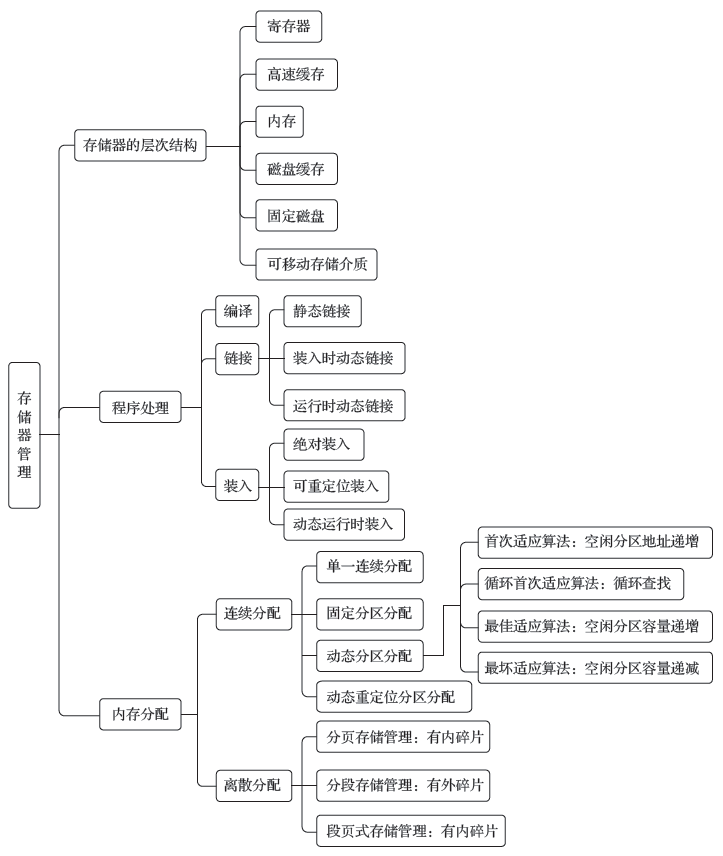 存储器管理
存储器的层次结构
寄存器
高速缓存
内存
磁盘缓存
固定磁盘
可移动存储介质
程序处理
编译
链接
静态链接
装入时动态链接
运行时动态链接
装入
绝对装入
可重定位装入
动态运行时装入
内存分配
连续分配
单一连续分配
固定分区分配
动态分区分配
首次适应算法：空闲分区地址递增
循环首次适应算法：循环查找
最佳适应算法：空闲分区容量递增
最坏适应算法：空闲分区容量递减
动态重定位分区分配
离散分配
分页存储管理：有内碎片
分段存储管理：有外碎片
段页式存储管理：有内碎片